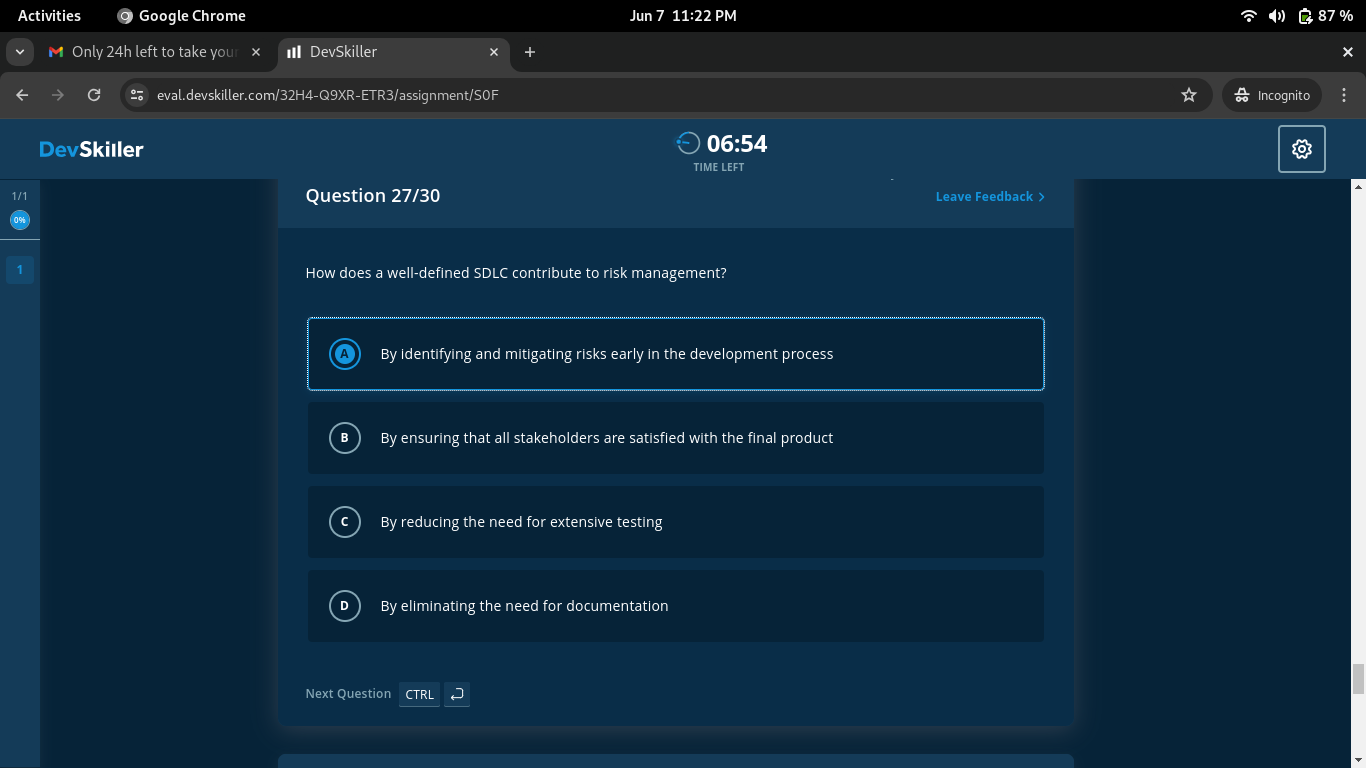 Activities Google Chrome Jun 7 11:22 PM 87 %
Only 24h left to take your DevSkiller
eval.devskiller.com/32H4-Q9XR-ETR3/assignment/S0F Incognito
DevSkiller 06:54
TIME LEFT
1/1
0%
1
Question 27/30 Leave Feedback
How does a well-defined SDLC contribute to risk management?
A By identifying and mitigating risks early in the development process
B By ensuring that all stakeholders are satisfied with the final product
C By reducing the need for extensive testing
D By eliminating the need for documentation
Next Question CTRL